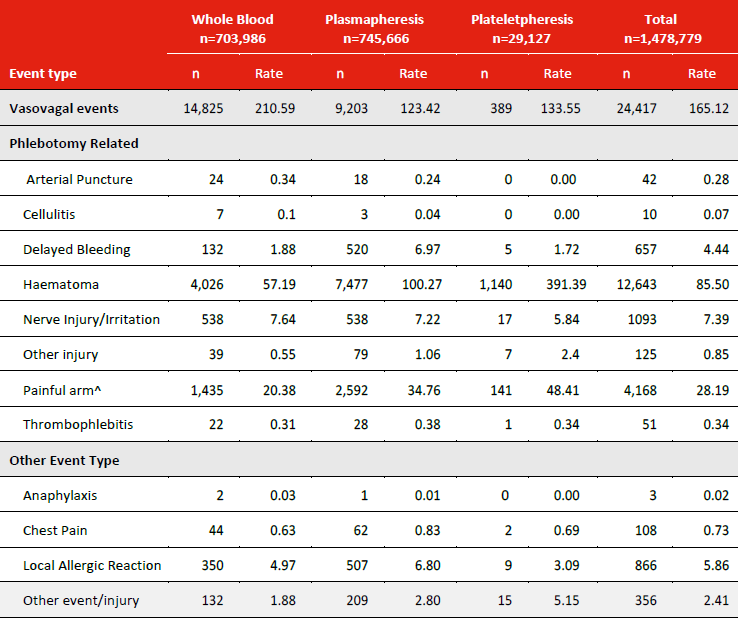 Whole Blood Plasmapheresis Plateletpheresis Total
n=703,986 n=745,666 n=29,127 n=1,478,779
Event type n Rate n Rate n Rate n Rate
Vasovagal events 14,825 210.59 9,203 123.42 389 133.55 24,417 165.12
Phlebotomy Related
Arterial Puncture 24 0.34 18 0.24 0 0.00 42 0.28
Cellulitis 7 0.1 3 0.04 0 0.00 10 0.07
Delayed Bleeding 132 1.88 520 6.97 5 1.72 657 4.44
Haematoma 4,026 57.19 7,477 100.27 1,140 391.39 12,643 85.50
Nerve Injury/Irritation 538 7.64 538 7.22 17 5.84 1093 7.39
Other injury 39 0.55 79 1.06 7 2.4 125 0.85
Painful arm^ 1,435 20.38 2,592 34.76 141 48.41 4,168 28.19
Thrombophlebitis 22 0.31 28 0.38 1 0.34 51 0.34
Other Event Type
Anaphylaxis 2 0.03 1 0.01 0 0.00 3 0.02
Chest Pain 44 0.63 62 0.83 2 0.69 108 0.73
Local Allergic Reaction 350 4.97 507 6.80 9 3.09 866 5.86
Other event/injury 132 1.88 209 2.80 15 5.15 356 2.41